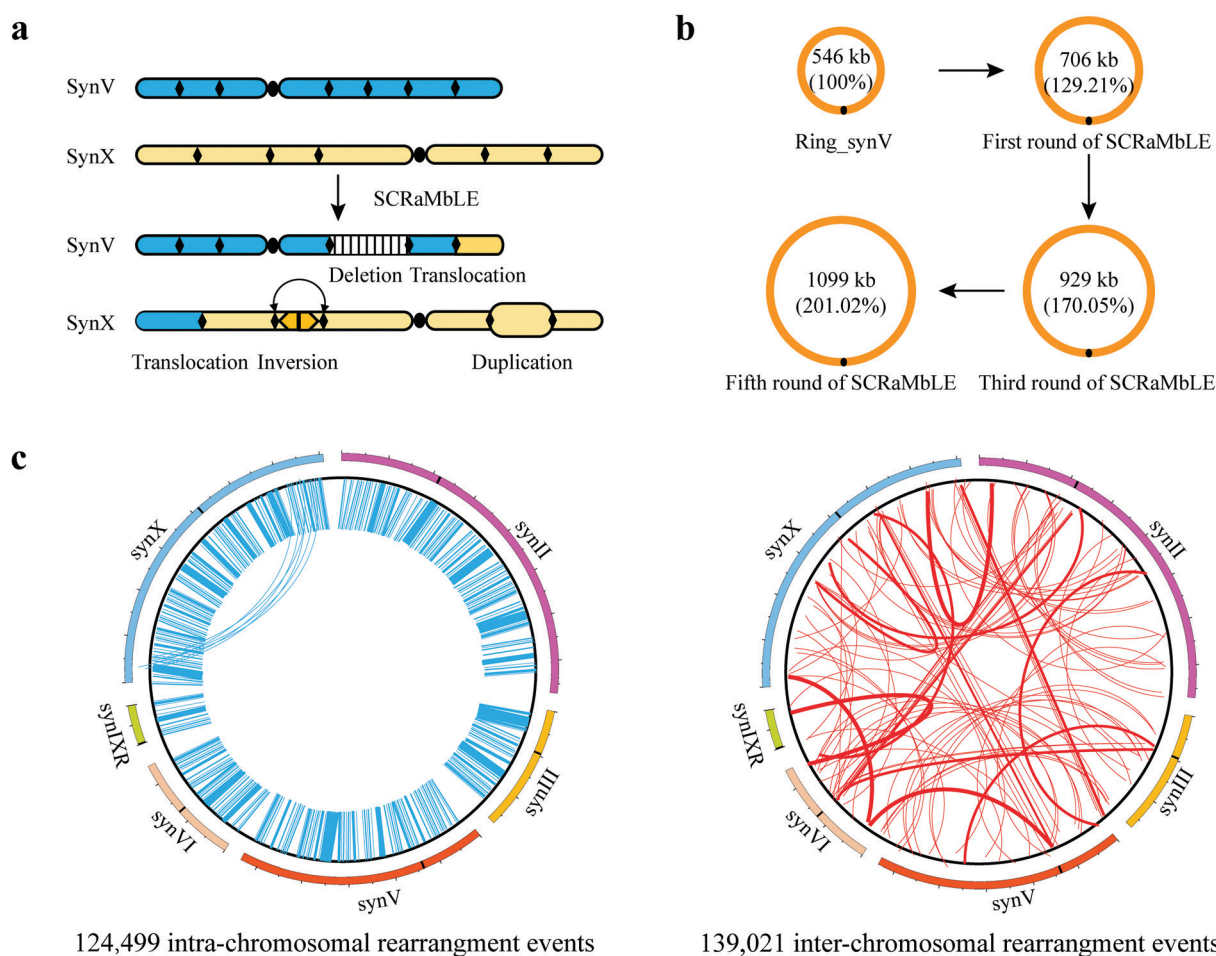 a
SynV
SynX
SCRaMbLE
SynV
Deletion Translocation
SynX
Translocation Inversion Duplication
b
546 kb
(100%)
Ring_synV
706 kb
(129.21%)
First round of SCRaMbLE
1099 kb
(201.02%)
Fifth round of SCRaMbLE
929 kb
(170.05%)
Third round of SCRaMbLE
c
synX
synII
synIXR
synVI
synV
synIII
124,499 intra-chromosomal rearrangment events
synX
synII
synIXR
synVI
synV
synIII
139,021 inter-chromosomal rearrangment events